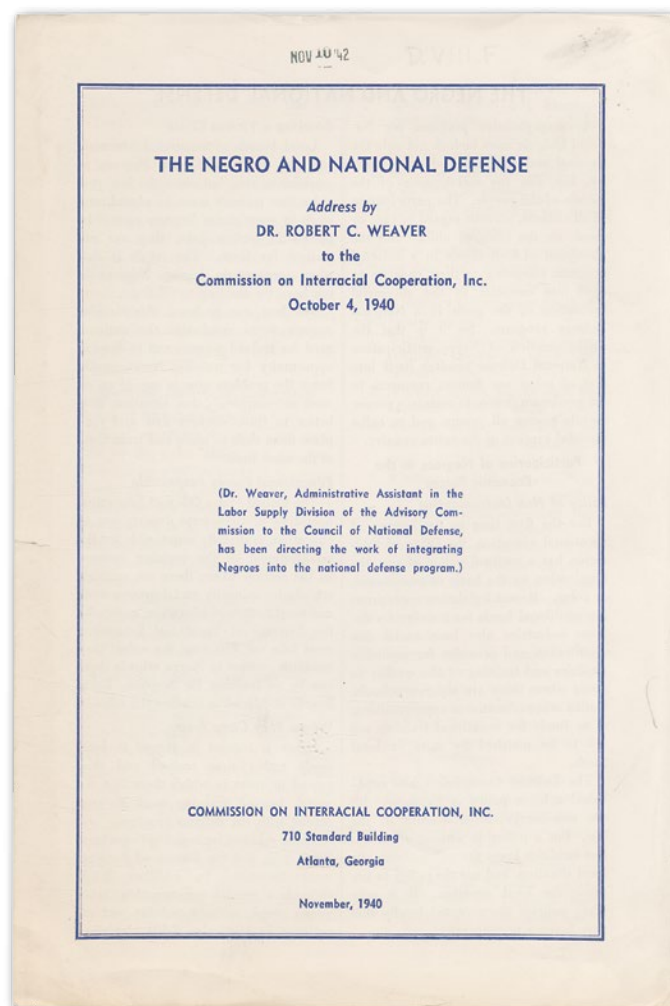 NOV 10 '42
THE NEGRO AND NATIONAL DEFENSE
Address by
DR. ROBERT C. WEAVER
to the
Commission on Interracial Cooperation, Inc.
October 4, 1940
(Dr. Weaver, Administrative Assistant in the
Labor Supply Division of the Advisory Com-
mission to the Council of National Defense,
has been directing the work of integrating
Negroes into the national defense program.)
COMMISSION ON INTERRACIAL COOPERATION, INC.
710 Standard Building
Atlanta, Georgia
November, 1940